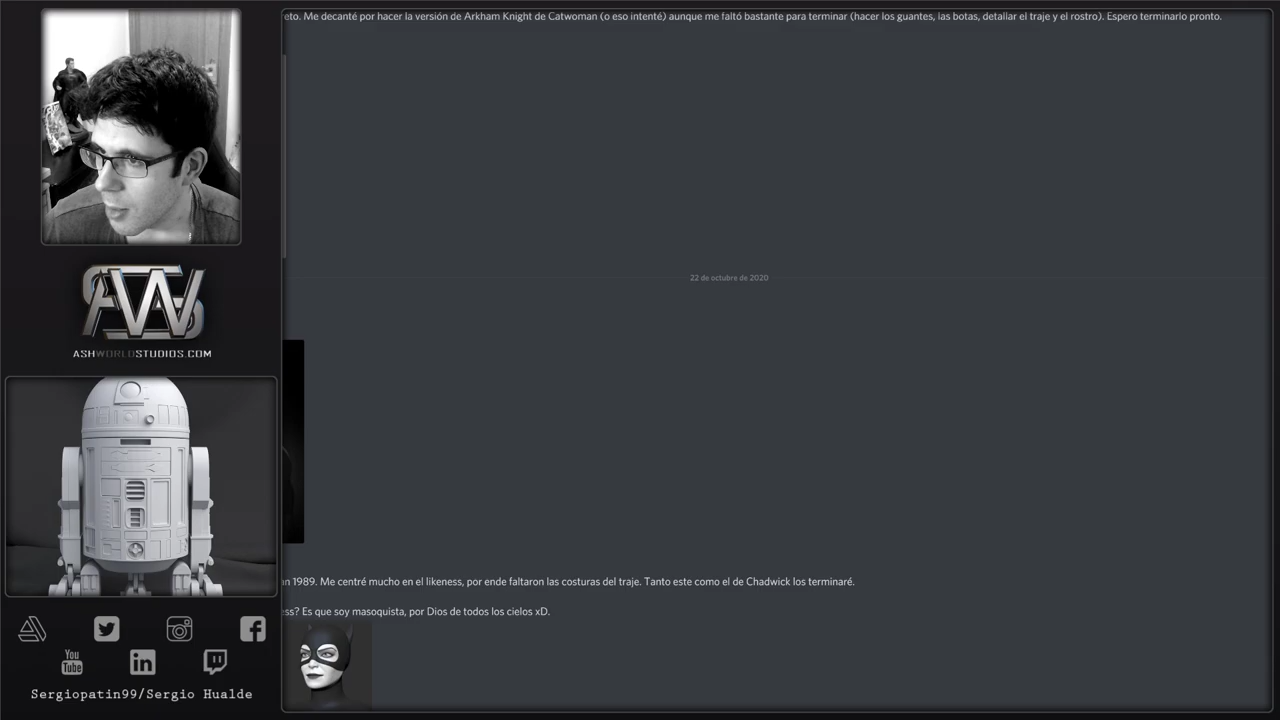 eto. Me decanté por hacer la versión de Arkham Knight de Catwoman (o eso intenté) aunque me faltó bastante para terminar (hacer los guantes, las botas, detallar el traje y el rostro). Espero terminarlo pronto.
22 de octubre de 2020
ASW
ASHWORLDSTUDIOS.COM
an 1989. Me centré mucho en el likeness, por ende faltaron las costuras del traje. Tanto este como el de Chadwick los terminaré.
ess? Es que soy masoquista, por Dios de todos los cielos xD.
You
Tube
in
Sergiopatin99/Sergio Hualde